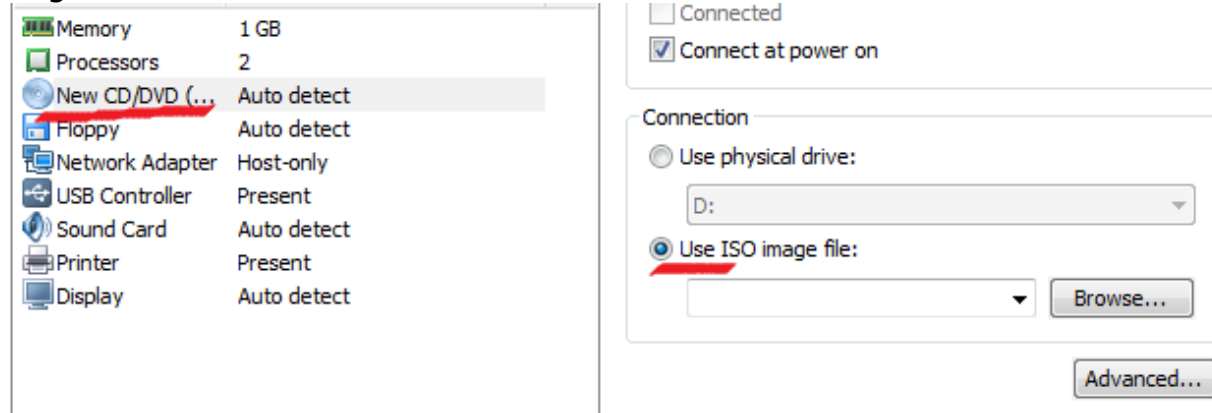 Memory 1 GB
Processors 2
New CD/DVD (... Auto detect
Floppy Auto detect
Network Adapter Host-only
USB Controller Present
Sound Card Auto detect
Printer Present
Display Auto detect
Connected
Connect at power on
Connection
Use physical drive:
D:
Use ISO image file:
Browse...
Advanced...